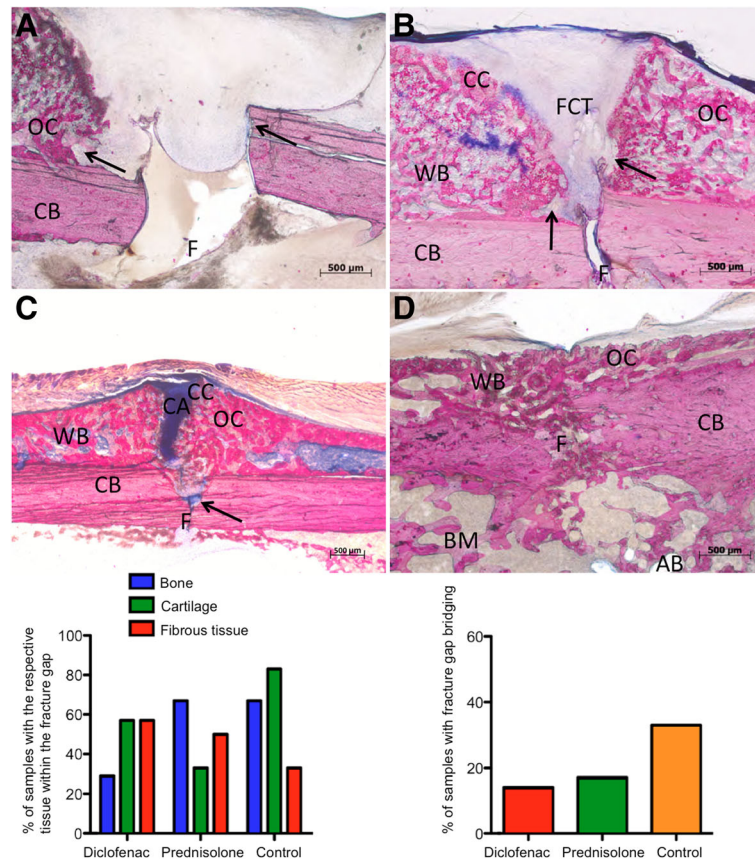 A
OC
CB
F
500 µm
B
CC
FCT
OC
WB
CB
F
500 µm
C
CC
CA
OC
WB
CB
F
500 µm
D
OC
WB
CB
F
BM
AB
500 µm
Bone
Cartilage
Fibrous tissue
% of samples with the respective
tissue within the fracture gap
100
80
60
40
20
0
Diclofenac Prednisolone Control
% of samples with fracture gap bridging
60
40
20
0
Diclofenac Prednisolone Control